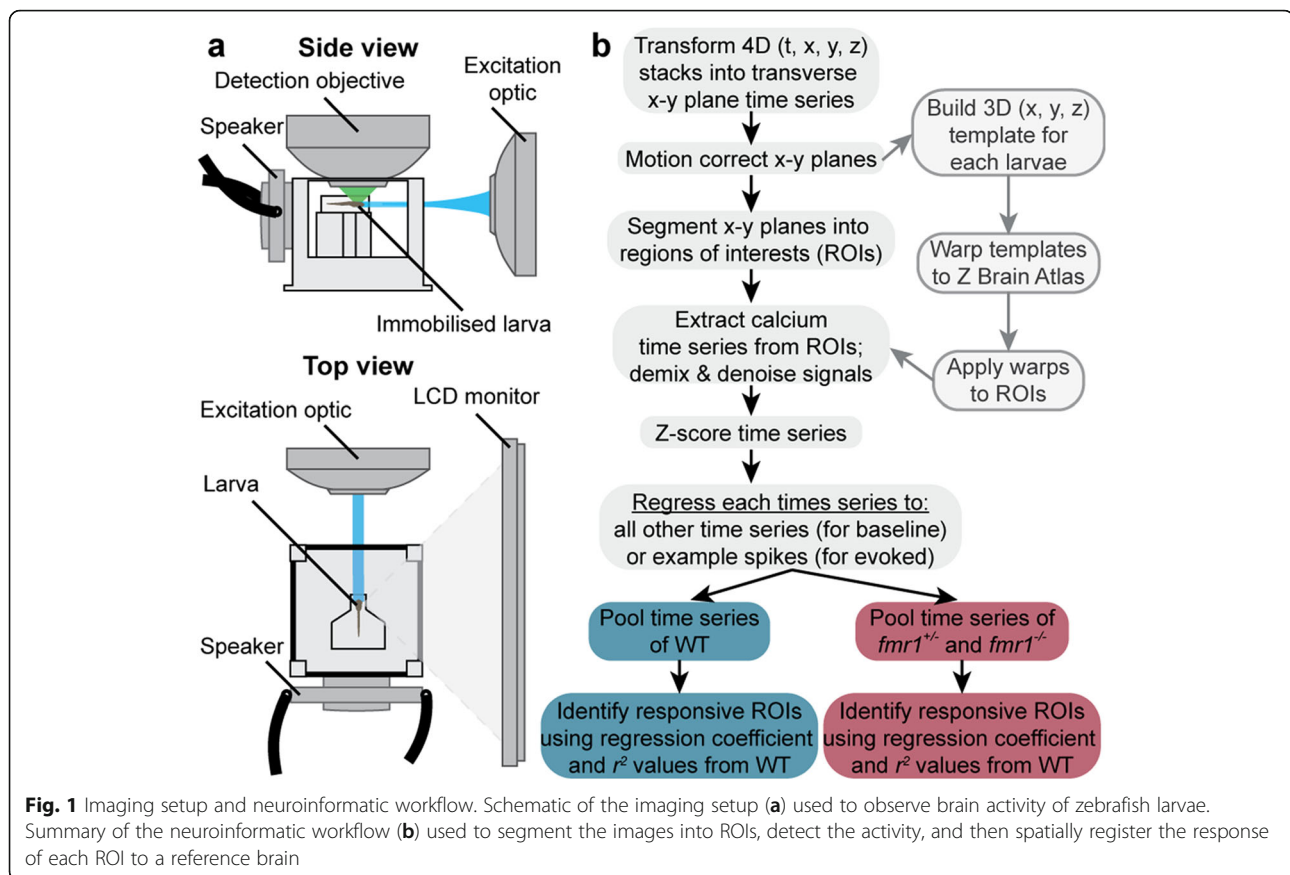 a
Side view
Detection objective
Excitation
optic
Speaker
Immobilised larva
Top view
Excitation optic
LCD monitor
Larva
Speaker
b
Transform 4D (t, x, y, z)
stacks into transverse
x-y plane time series
Motion correct x-y planes
Build 3D (x, y, z)
template for
each larvae
Segment x-y planes into
regions of interests (ROIs)
Warp templates
to Z Brain Atlas
Extract calcium
time series from ROIs;
demix & denoise signals
Apply warps
to ROIs
Z-score time series
Regress each times series to:
all other time series (for baseline)
or example spikes (for evoked)
Pool time series
of WT
Pool time series of
fmr1+/- and fmr1-/-
Identify responsive ROIs
using regression coefficient
and r² values from WT
Identify responsive ROIs
using regression coefficient
and r² values from WT
Fig. 1 Imaging setup and neuroinformatic workflow. Schematic of the imaging setup (a) used to observe brain activity of zebrafish larvae.
Summary of the neuroinformatic workflow (b) used to segment the images into ROIs, detect the activity, and then spatially register the response
of each ROI to a reference brain